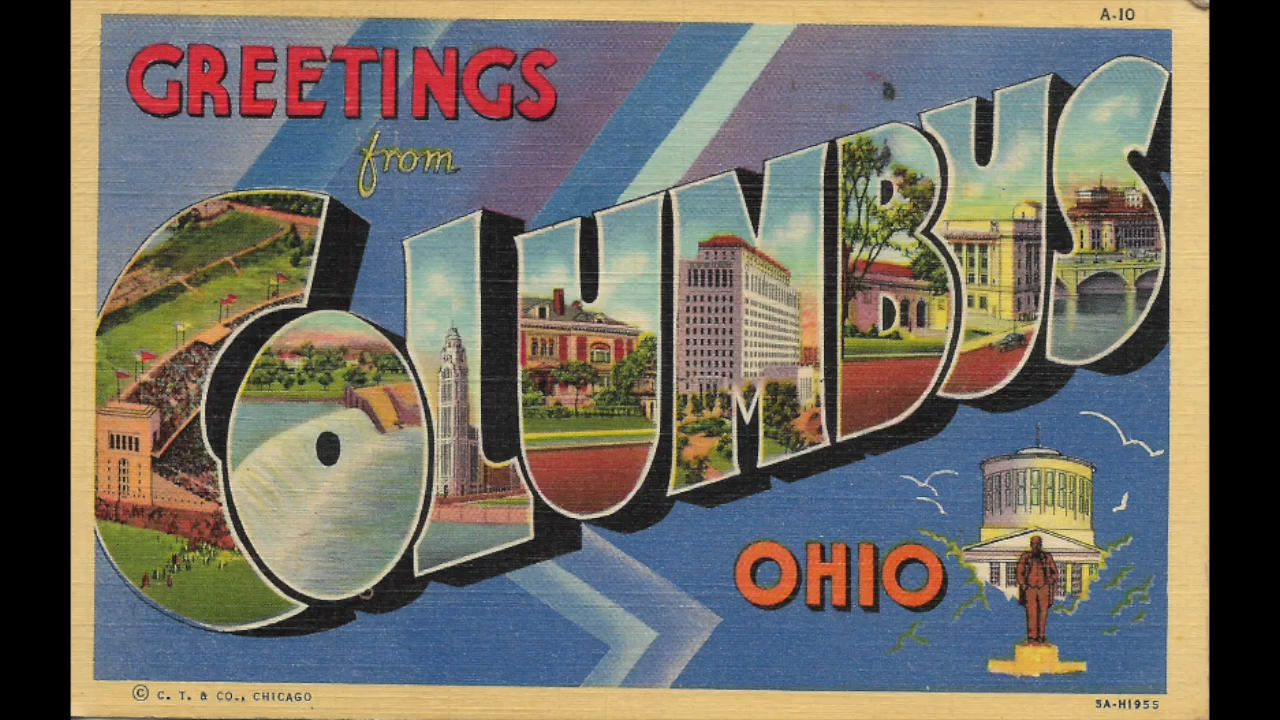 A-10
GREETINGS
from
COLUMBUS
OHIO
© C. T. & CO., CHICAGO
5A-H1955